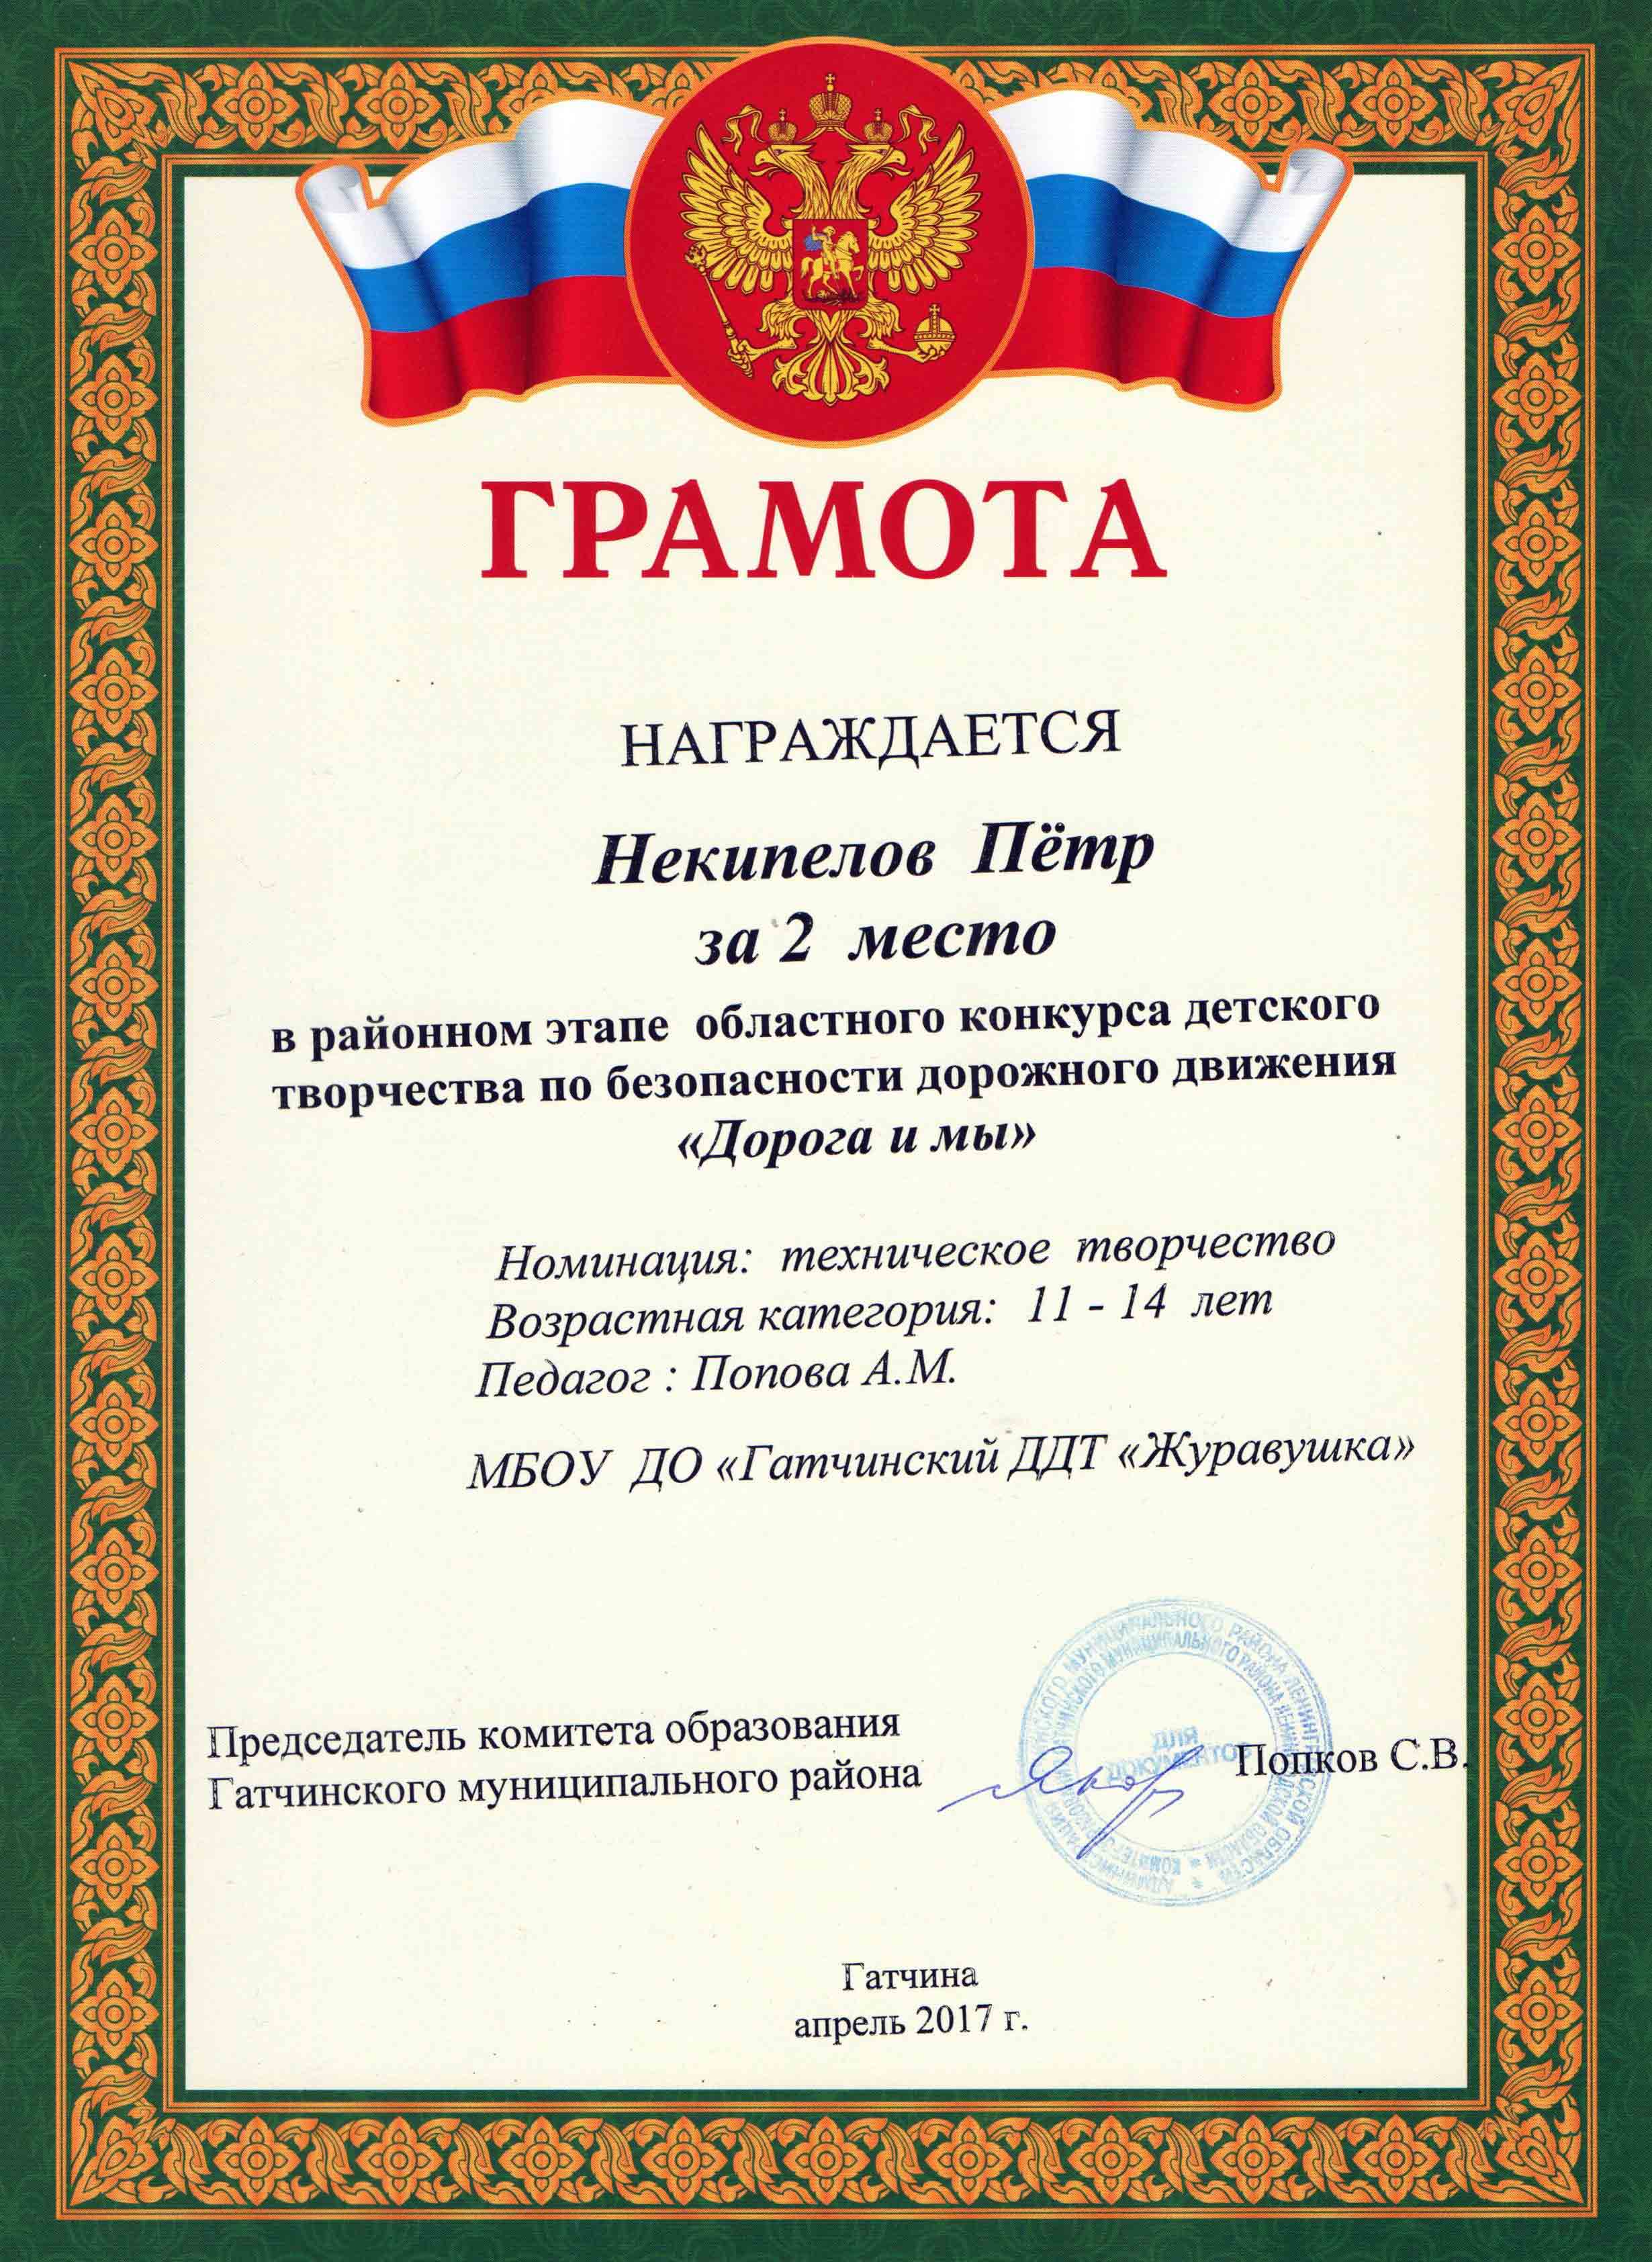 ГРАМОТА
НАГРАЖДАЕТСЯ
Некипелов Пётр
за 2 место
в районном этапе областного конкурса детского
творчества по безопасности дорожного движения
«Дорога и мы»
Номинация: техническое творчество
Возрастная категория: 11 - 14 лет
Педагог : Попова А.М.
МБОУ ДО «Гатчинский ДДТ «Журавушка»
Председатель комитета образования
Гатчинского муниципального района
Попков С.В.
ДЛЯ
ДОКУМЕНТОВ
Гатчина
апрель 2017 г.